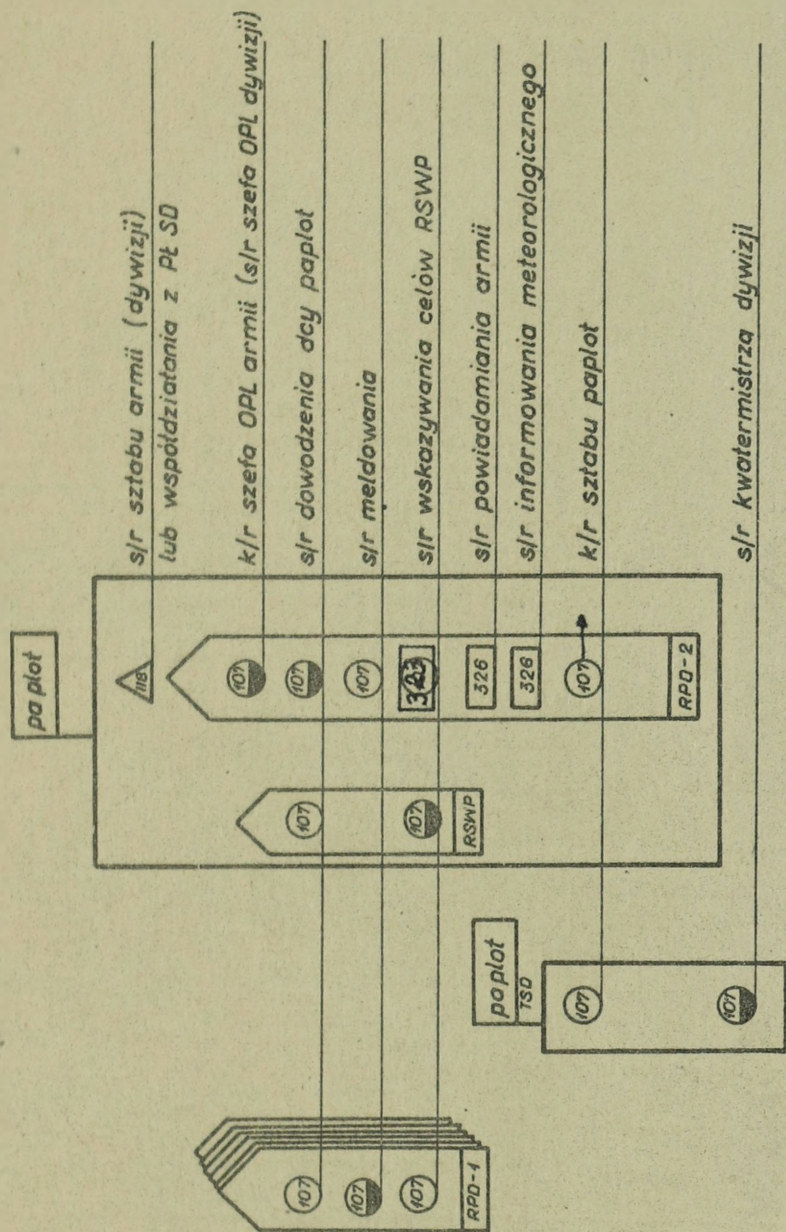 pa plot
s/r sztabu armii (dywizji)
lub współdziałania z PŁ SD
k/r szefa OPL armii (s/r szefa OPL dywizji)
s/r dowodzenia dcy paplot
s/r meldowania
s/r wskazywania celów RSWP
s/r powiadamiania armii
s/r informowania meteorologicznego
k/r sztabu paplot
s/r kwatermistrza dywizji
118
107
107
107
323
326
326
107
RPD-2
107
107
RSWP
pa plot
TSD
107
107
107
107
107
RPD-1